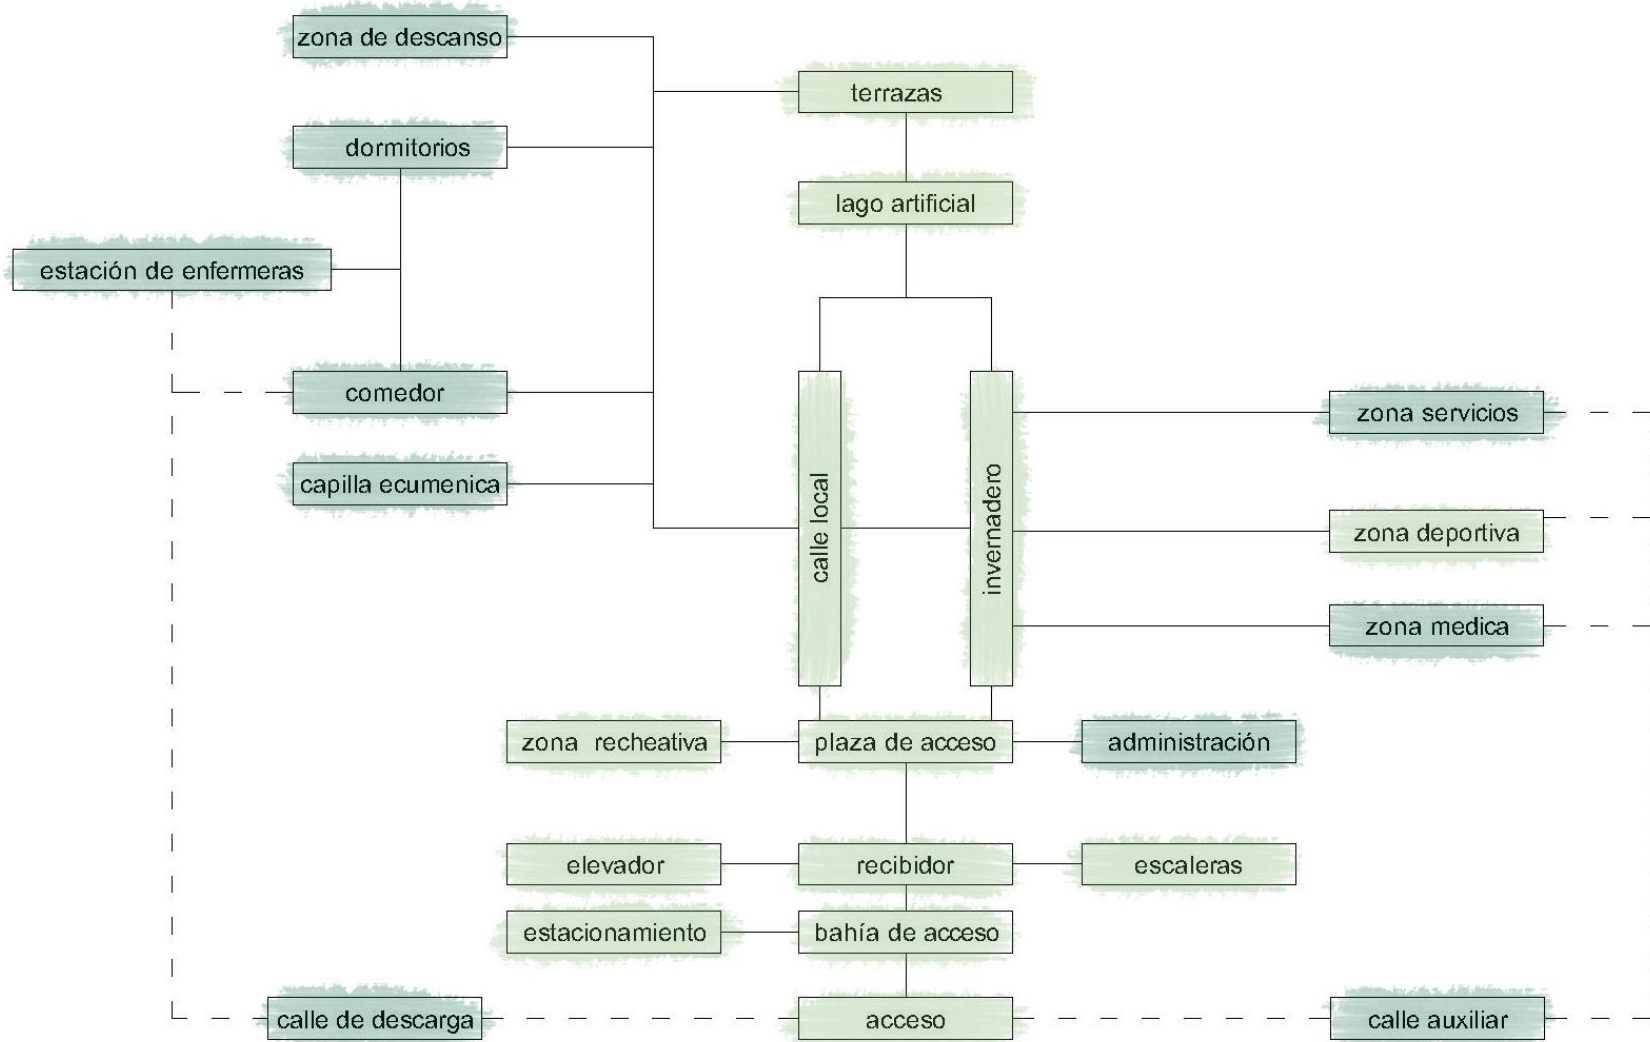 zona de descanso
terrazas
dormitorios
lago artificial
estación de enfermeras
comedor
zona servicios
capilla ecumenica
calle local
invernadero
zona deportiva
zona medica
zona recheativa
plaza de acceso
administración
elevador
recibidor
escaleras
estacionamiento
bahía de acceso
calle de descarga
acceso
calle auxiliar